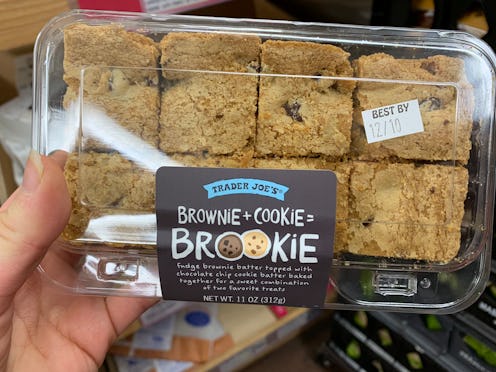 BEST BY
12/10
TRADER JOE'S®
BROWNIE + COOKIE =
BROOKIE
fudge brownie batter topped with
chocolate chip cookie batter baked
together for a sweet combination
of two favorite treats
NET WT. 11 OZ (312g)